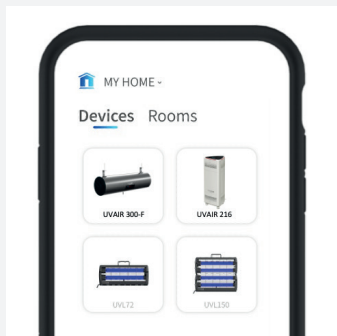 MY HOME
Devices Rooms
UVAIR 300-F UVAIR 216
UVL72 UVL150